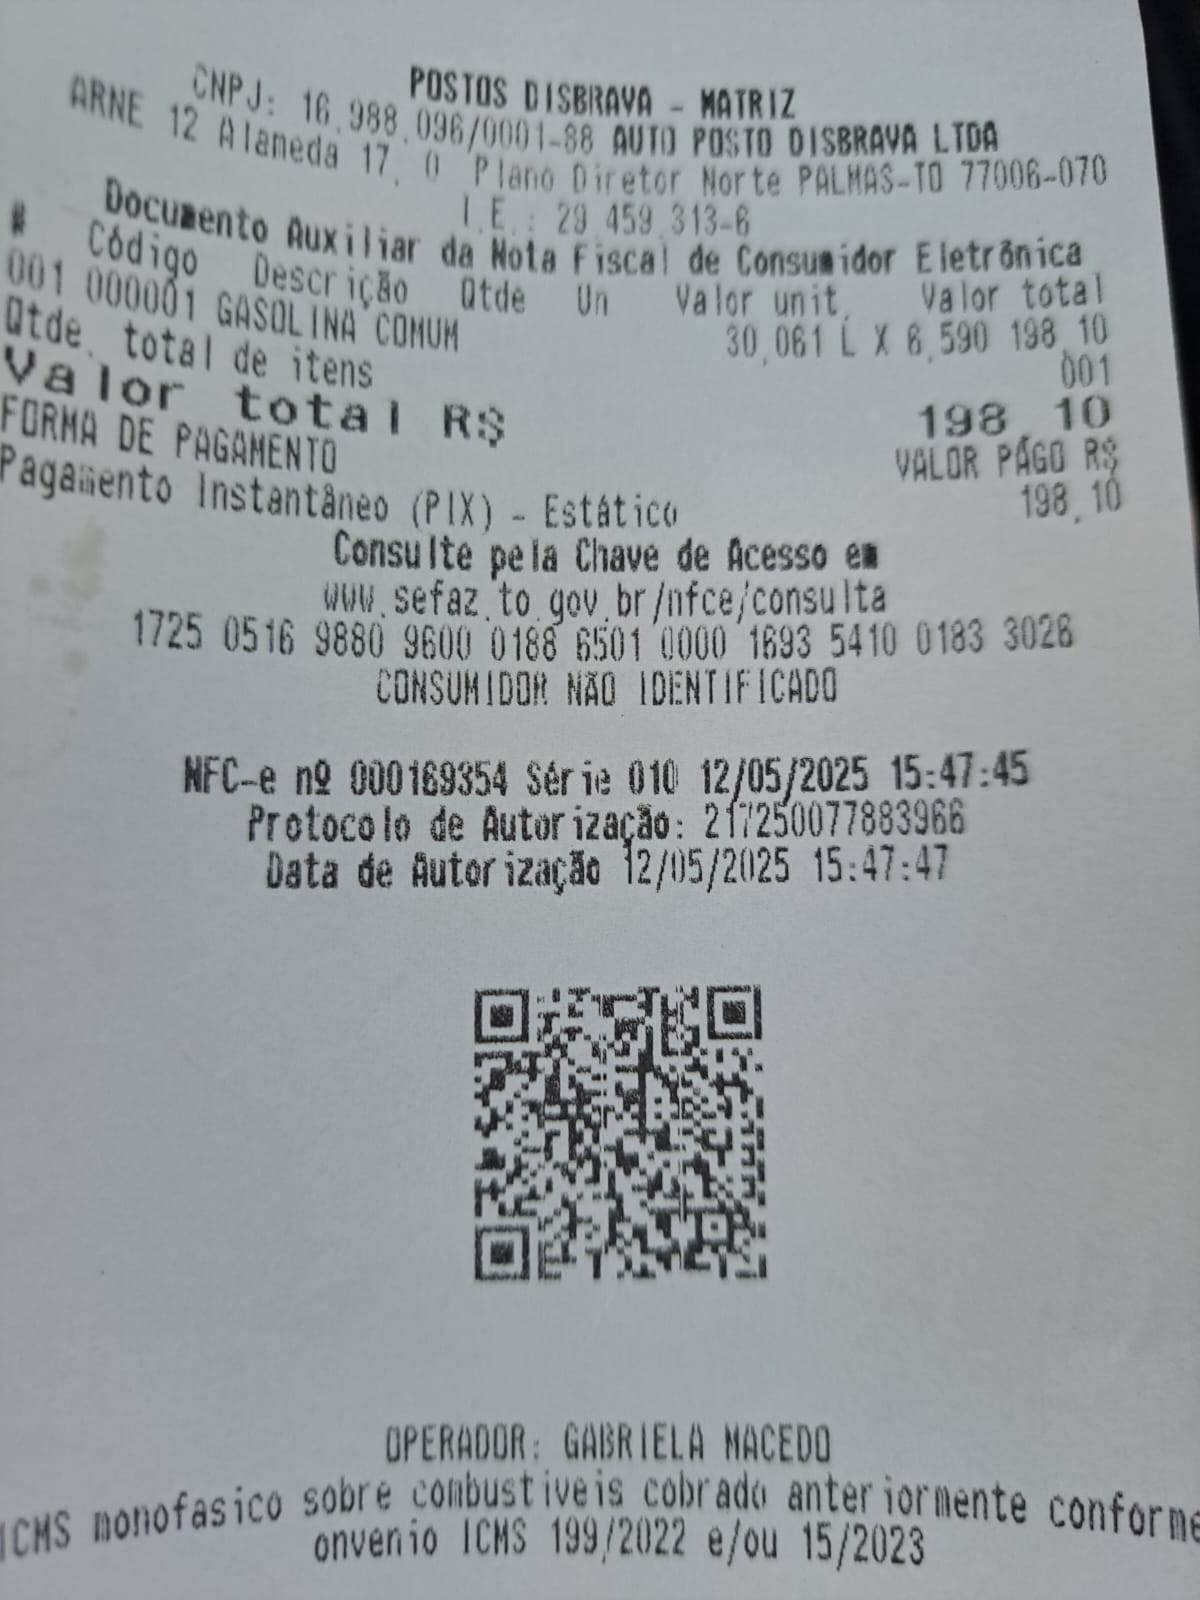 POSTOS DISBRAVA - MATRIZ
CNPJ: 16.988.096/0001-88 AUTO POSTO DISBRAVA LTDA
ARNE 12 Alameda 17, 0 Plano Diretor Norte PALMAS-TO 77006-070
I.E.: 29.459.313-6
Documento Auxiliar da Nota Fiscal de Consumidor Eletrônica
# Código Descrição Qtde Un Valor unit. Valor total
001 000001 GASOLINA COMUM 30,061 L X 6,590 198,10
Qtde. total de itens 001
Valor total R$ 198,10
FORMA DE PAGAMENTO VALOR PAGO R$
Pagamento Instantâneo (PIX) - Estático 198,10
Consulte pela Chave de Acesso em
www.sefaz.to.gov.br/nfce/consulta
1725 0516 9880 9600 0188 6501 0000 1693 5410 0183 3026
CONSUMIDOR NÃO IDENTIFICADO
NFC-e nº 000169354 Série 010 12/05/2025 15:47:45
Protocolo de Autorização: 217250077883966
Data de Autorização 12/05/2025 15:47:47
OPERADOR: GABRIELA MACEDO
ICMS monofasico sobre combustiveis cobrado anteriormente conforme
onvenio ICMS 199/2022 e/ou 15/2023